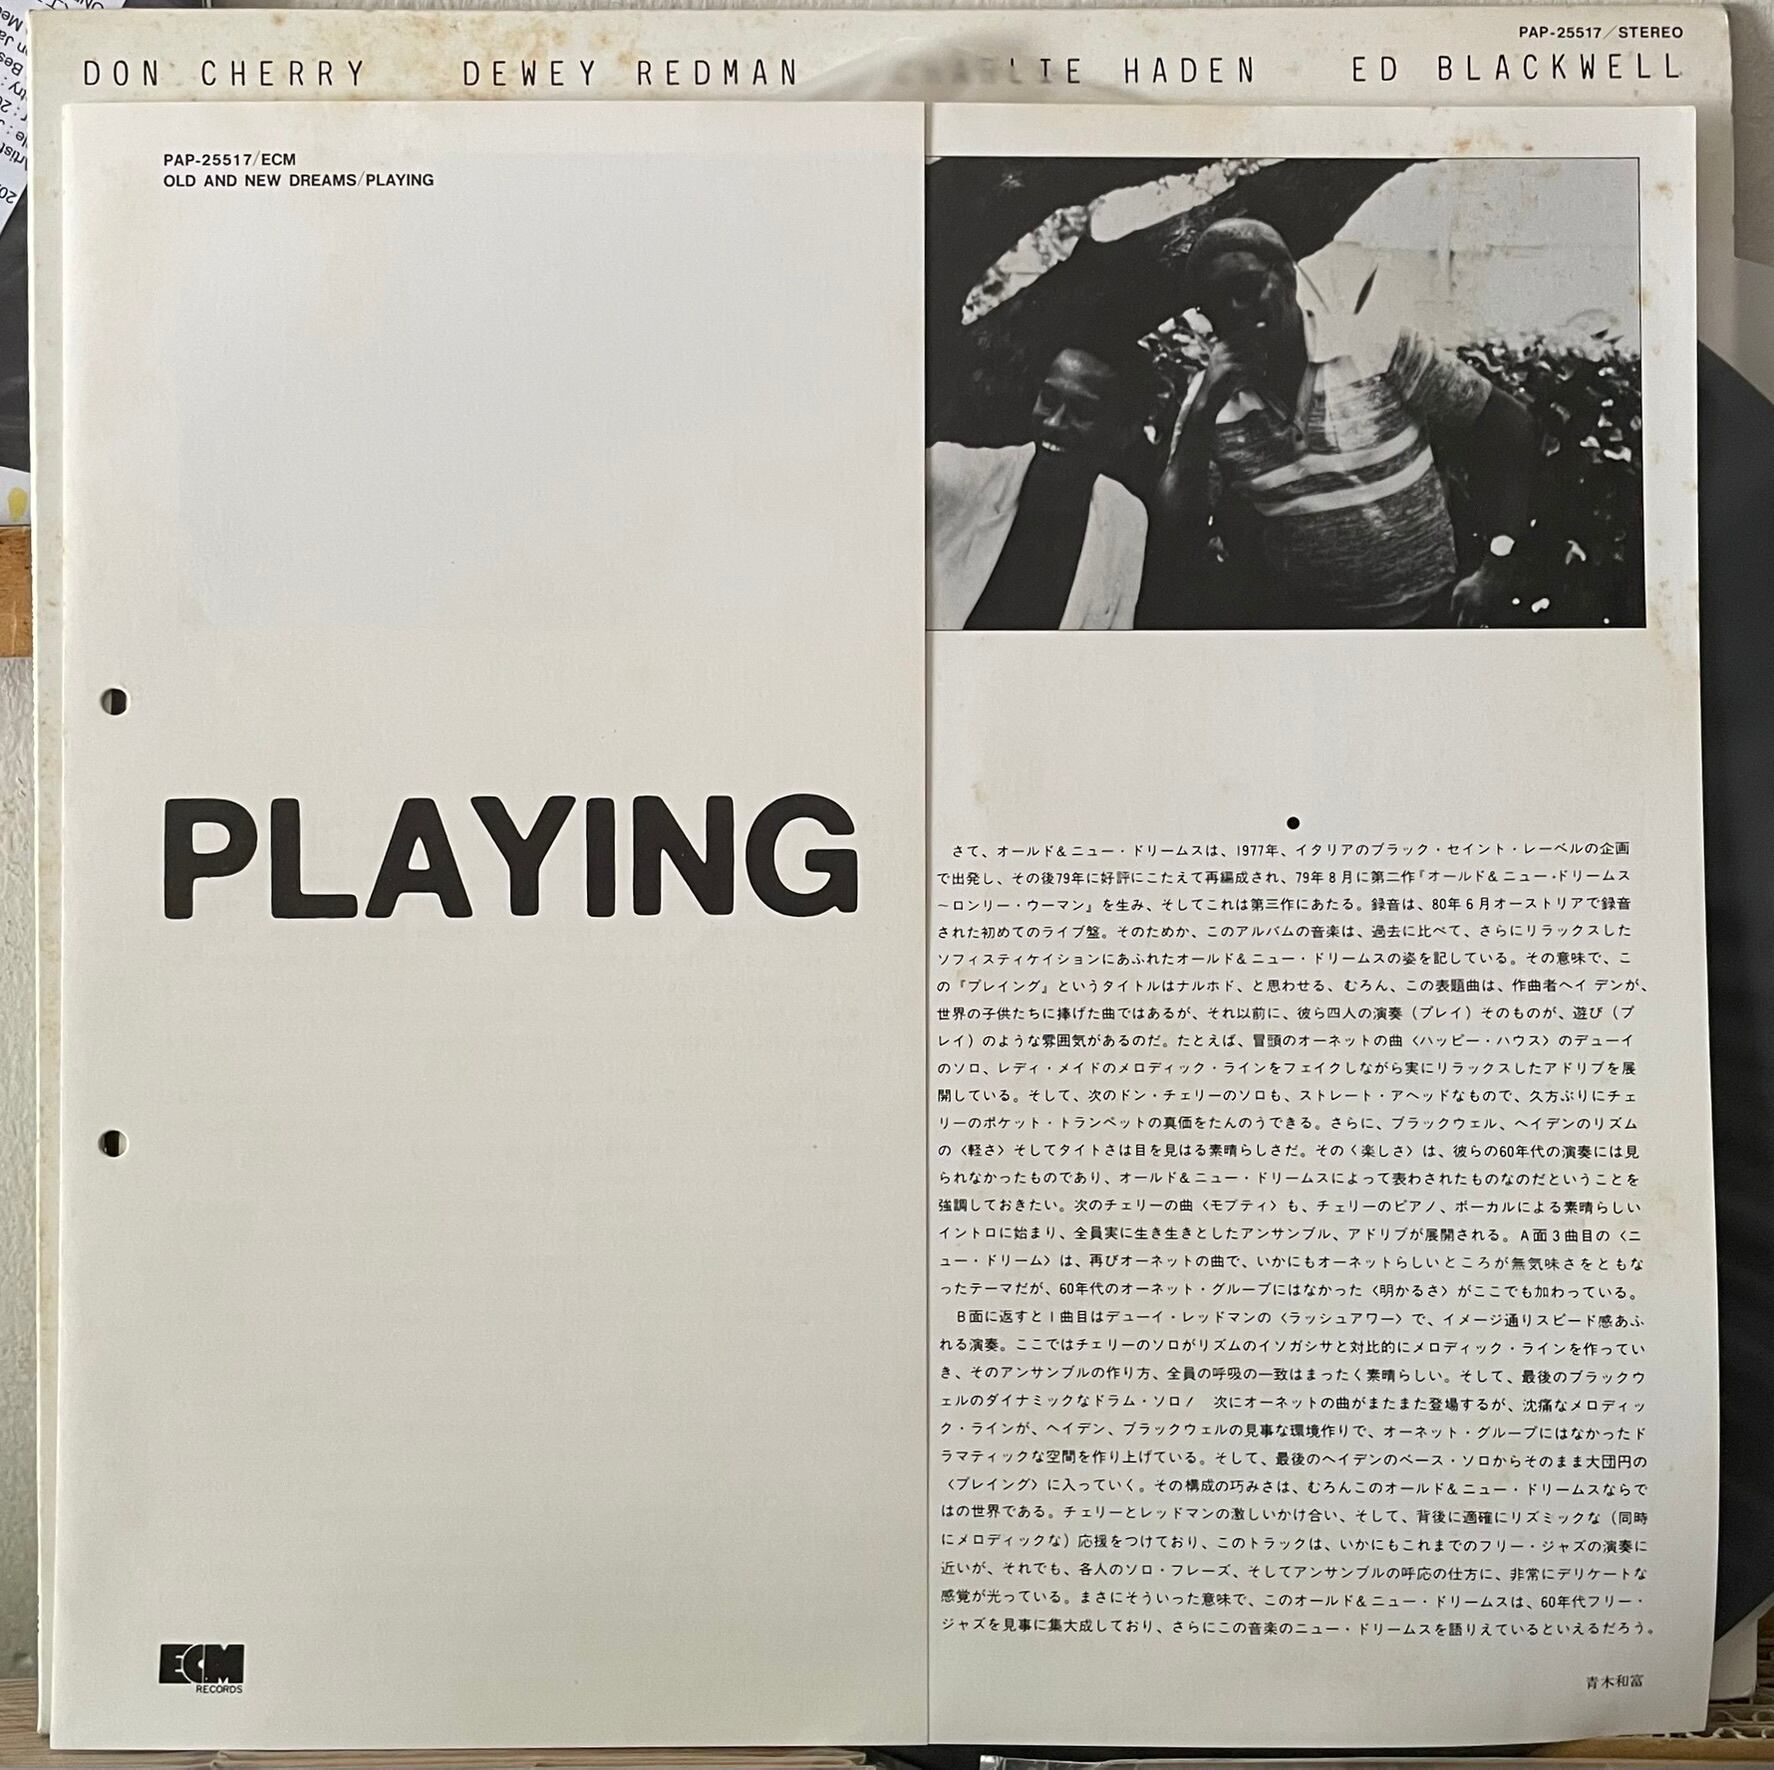 PAP-25517/STEREO
DON CHERRY DEWEY REDMAN LIE HADEN ED BLACKWELL
PAP-25517/ECM
OLD AND NEW DREAMS/PLAYING
PLAYING
ECM
RECORDS
さて、オールド&ニュー・ドリームスは、1977年、イタリアのブラック・セイント・レーベルの企画
で出発し、その後79年に好評にこたえて再編成され、79年8月に第二作『オールド&ニュー・ドリームス
～ロンリー・ウーマン』を生み、そしてこれは第三作にあたる。録音は、80年6月オーストリアで録音
された初めてのライブ盤。そのためか、このアルバムの音楽は、過去に比べて、さらにリラックスした
ソフィスティケイションにあふれたオールド&ニュー・ドリームスの姿を記している。その意味で、こ
の『プレイング』というタイトルはナルホド、と思わせる、むろん、この表題曲は、作曲者ヘイデンが、
世界の子供たちに捧げた曲ではあるが、それ以前に、彼ら四人の演奏（プレイ）そのものが、遊び（プ
レイ）のような雰囲気があるのだ。たとえば、冒頭のオーネットの曲〈ハッピー・ハウス〉のデューイ
のソロ、レディ・メイドのメロディック・ラインをフェイクしながら実にリラックスしたアドリブを展
開している。そして、次のドン・チェリーのソロも、ストレート・アヘッドなもので、久方ぶりにチェ
リーのポケット・トランペットの真価をたんのうできる。さらに、ブラックウェル、ヘイデンのリズム
の〈軽さ〉そしてタイトさは目を見はる素晴らしさだ。その〈楽しさ〉は、彼らの60年代の演奏には見
られなかったものであり、オールド&ニュー・ドリームスによって表わされたものなのだということを
強調しておきたい。次のチェリーの曲〈モプティ〉も、チェリーのピアノ、ボーカルによる素晴らしい
イントロに始まり、全員実に生き生きとしたアンサンブル、アドリブが展開される。A面3曲目の〈ニ
ュー・ドリーム〉は、再びオーネットの曲で、いかにもオーネットらしいところが無気味さをともな
ったテーマだが、60年代のオーネット・グループにはなかった〈明かるさ〉がここでも加わっている。
B面に返すと1曲目はデューイ・レッドマンの〈ラッシュアワー〉で、イメージ通りスピード感あふ
れる演奏。ここではチェリーのソロがリズムのイソガシサと対比的にメロディック・ラインを作ってい
き、そのアンサンブルの作り方、全員の呼吸の一致はまったく素晴らしい。そして、最後のブラックウ
ェルのダイナミックなドラム・ソロ！ 次にオーネットの曲がまたまた登場するが、沈痛なメロディッ
ク・ラインが、ヘイデン、ブラックウェルの見事な環境作りで、オーネット・グループにはなかったド
ラマティックな空間を作り上げている。そして、最後のヘイデンのベース・ソロからそのまま大団円の
〈プレイング〉に入っていく。その構成の巧みさは、むろんこのオールド&ニュー・ドリームスならで
はの世界である。チェリーとレッドマンの激しいかけ合い、そして、背後に適確にリズミックな（同時
にメロディックな）応援をつけており、このトラックは、いかにもこれまでのフリー・ジャズの演奏に
近いが、それでも、各人のソロ・フレーズ、そしてアンサンブルの呼応の仕方に、非常にデリケートな
感覚が光っている。まさにそういった意味で、このオールド&ニュー・ドリームスは、60年代フリー・
ジャズを見事に集大成しており、さらにこの音楽のニュー・ドリームスを語りえているといえるだろう。
青木和富